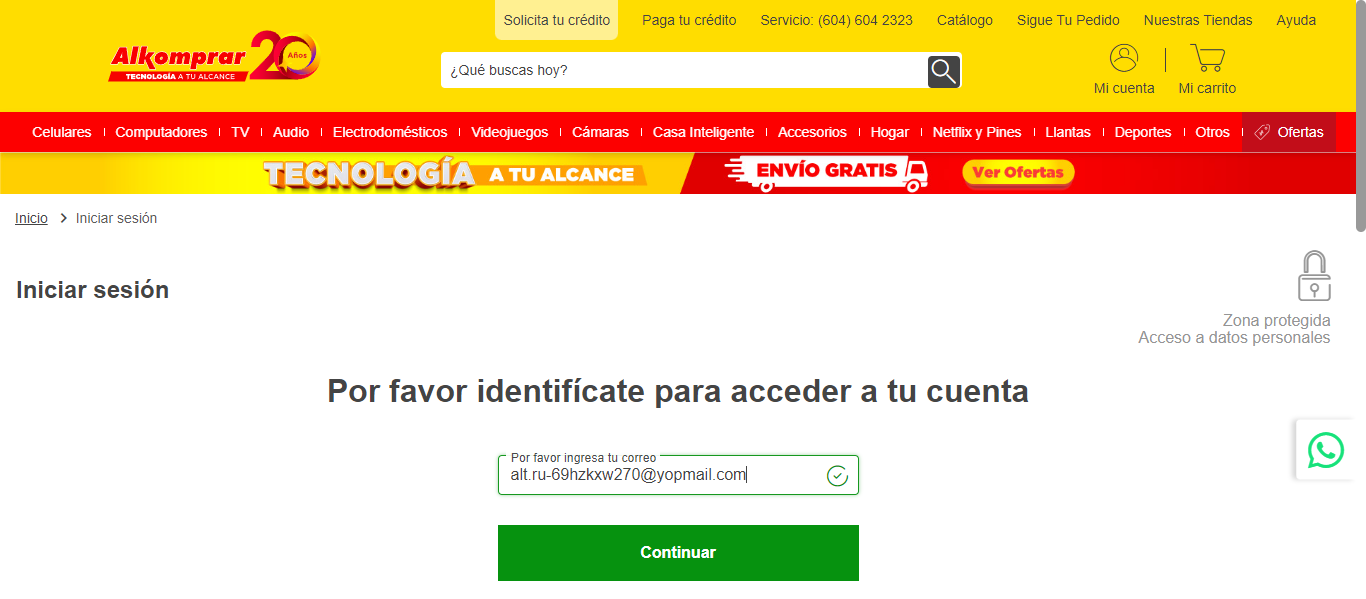 Solicita tu crédito Paga tu crédito Servicio: (604) 604 2323 Catálogo Sigue Tu Pedido Nuestras Tiendas Ayuda
Alkomprar 20 Años
TECNOLOGÍA A TU ALCANCE
¿Qué buscas hoy?
Mi cuenta Mi carrito
Celulares Computadores TV Audio Electrodomésticos Videojuegos Cámaras Casa Inteligente Accesorios Hogar Netflix y Pines Llantas Deportes Otros Ofertas
TECNOLOGÍA A TU ALCANCE ENVÍO GRATIS Ver Ofertas
Inicio Iniciar sesión
Iniciar sesión
Zona protegida
Acceso a datos personales
Por favor identifícate para acceder a tu cuenta
Por favor ingresa tu correo
alt.ru-69hzkxw270@yopmail.com
Continuar